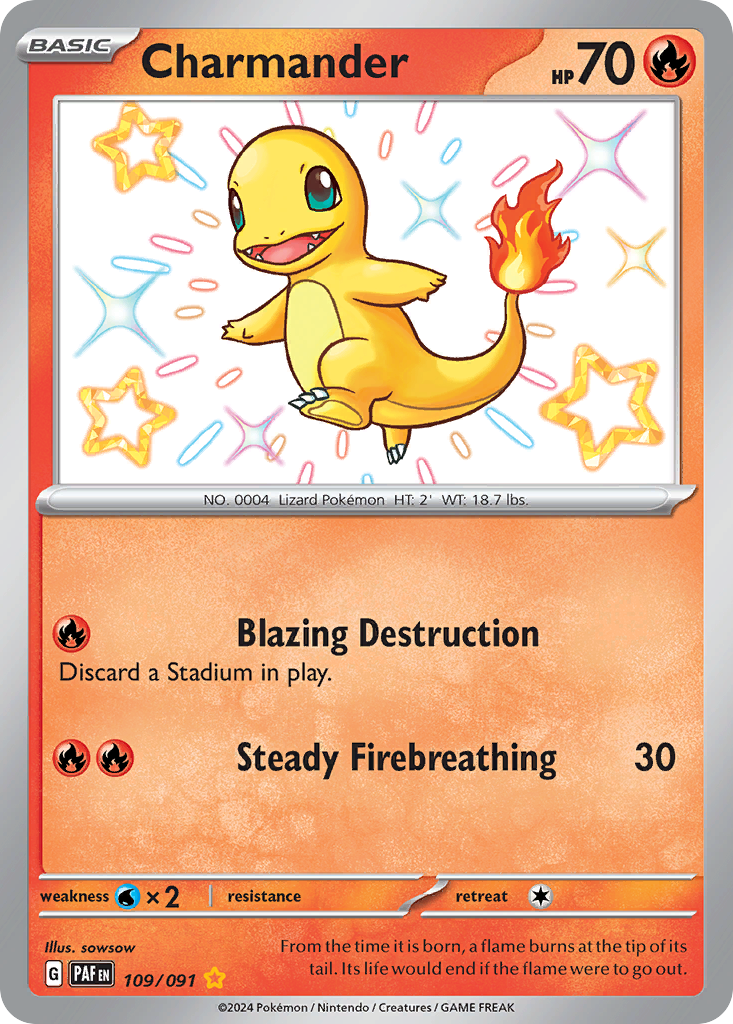 BASIC
Charmander
HP 70
NO. 0004 Lizard Pokémon HT: 2' WT: 18.7 lbs.
Blazing Destruction
Discard a Stadium in play.
Steady Firebreathing 30
weakness ×2 resistance retreat
Illus. sowsow
From the time it is born, a flame burns at the tip of its
tail. Its life would end if the flame were to go out.
G PAF EN 109/091
©2024 Pokémon / Nintendo / Creatures / GAME FREAK